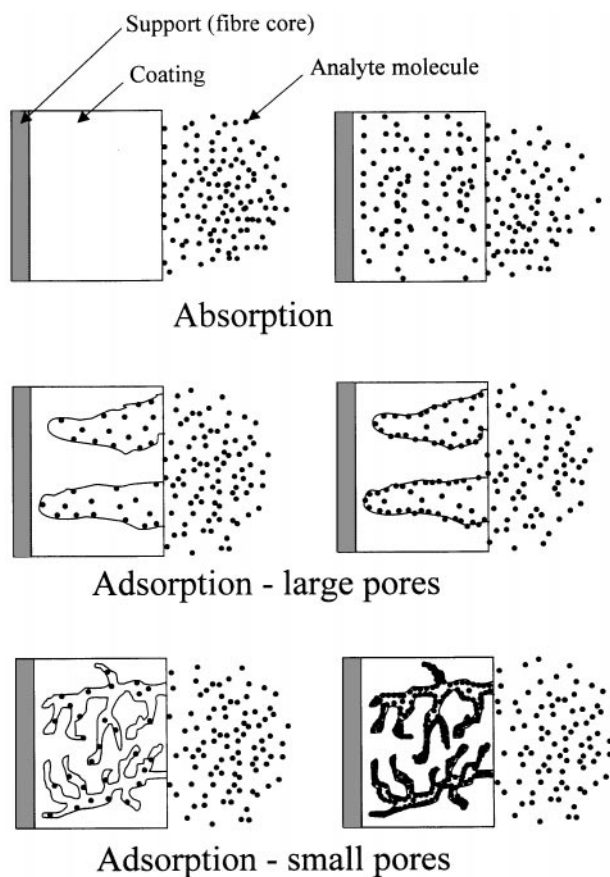 Support (fibre core)
Coating
Analyte molecule
Absorption
Adsorption - large pores
Adsorption - small pores